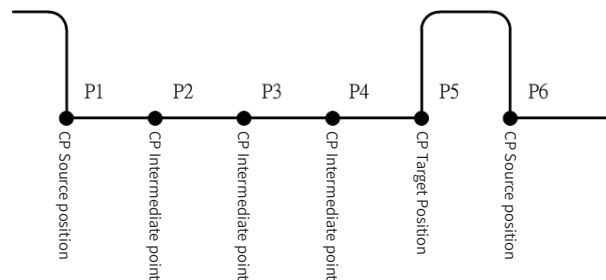 P1
P2
P3
P4
P5
P6
CP Source position
CP Intermediate point
CP Intermediate point
CP Intermediate point
CP Target Position
CP Source position